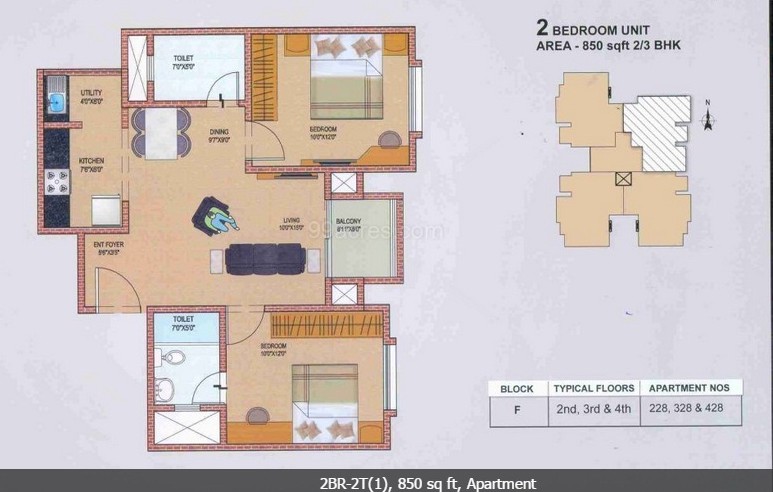 2 BEDROOM UNIT
AREA - 850 sqft 2/3 BHK
N
TOILET
7'0"X5'0"
UTILITY
4'0"X6'0"
DINING
9'7"X9'0"
BEDROOM
10'0"X12'0"
KITCHEN
7'6"X8'0"
LIVING
10'0"X15'0"
BALCONY
8'11"X6'0"
99acres.com
ENT FOYER
TOILET
7'0"X5'0"
BEDROOM
10'0"X12'0"
BLOCK TYPICAL FLOORS APARTMENT NOS
F 2nd, 3rd & 4th 228, 328 & 428
2BR-2T(1), 850 sq ft, Apartment